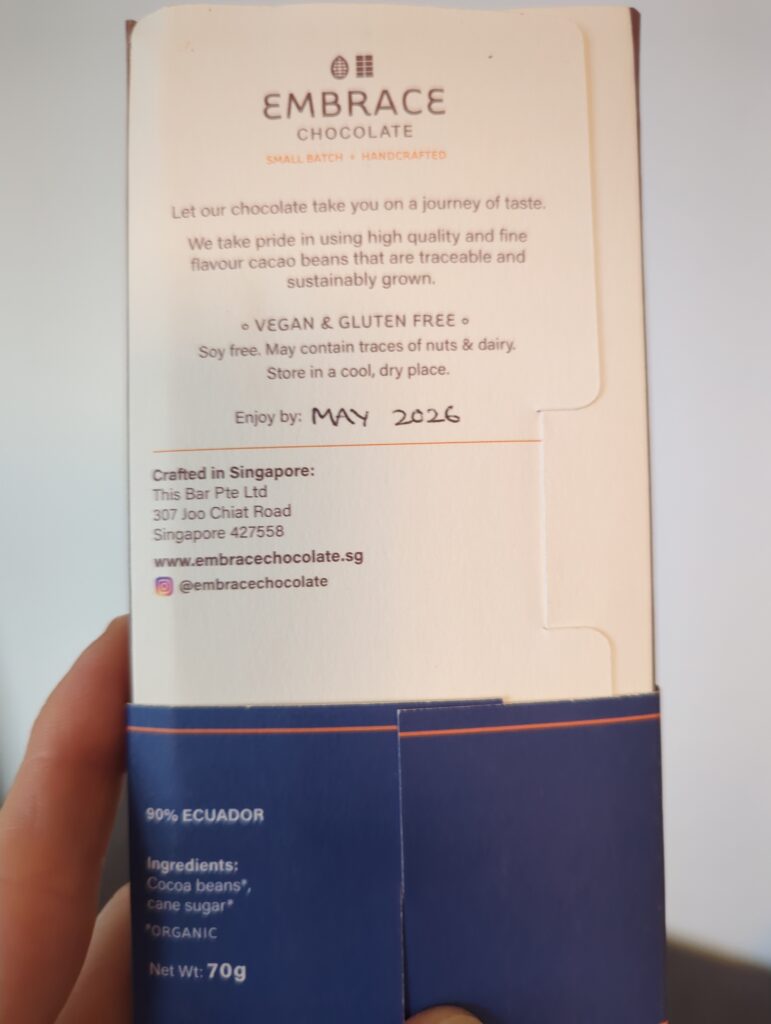 EMBRACE
CHOCOLATE
SMALL BATCH + HANDCRAFTED
Let our chocolate take you on a journey of taste.
We take pride in using high quality and fine
flavour cacao beans that are traceable and
sustainably grown.
VEGAN & GLUTEN FREE
Soy free. May contain traces of nuts & dairy.
Store in a cool, dry place.
Enjoy by: MAY 2026
Crafted in Singapore:
This Bar Pte Ltd
307 Joo Chiat Road
Singapore 427558
www.embracechocolate.sg
@embracechocolate
90% ECUADOR
Ingredients:
Cocoa beans*,
cane sugar*
*ORGANIC
Net Wt: 70g